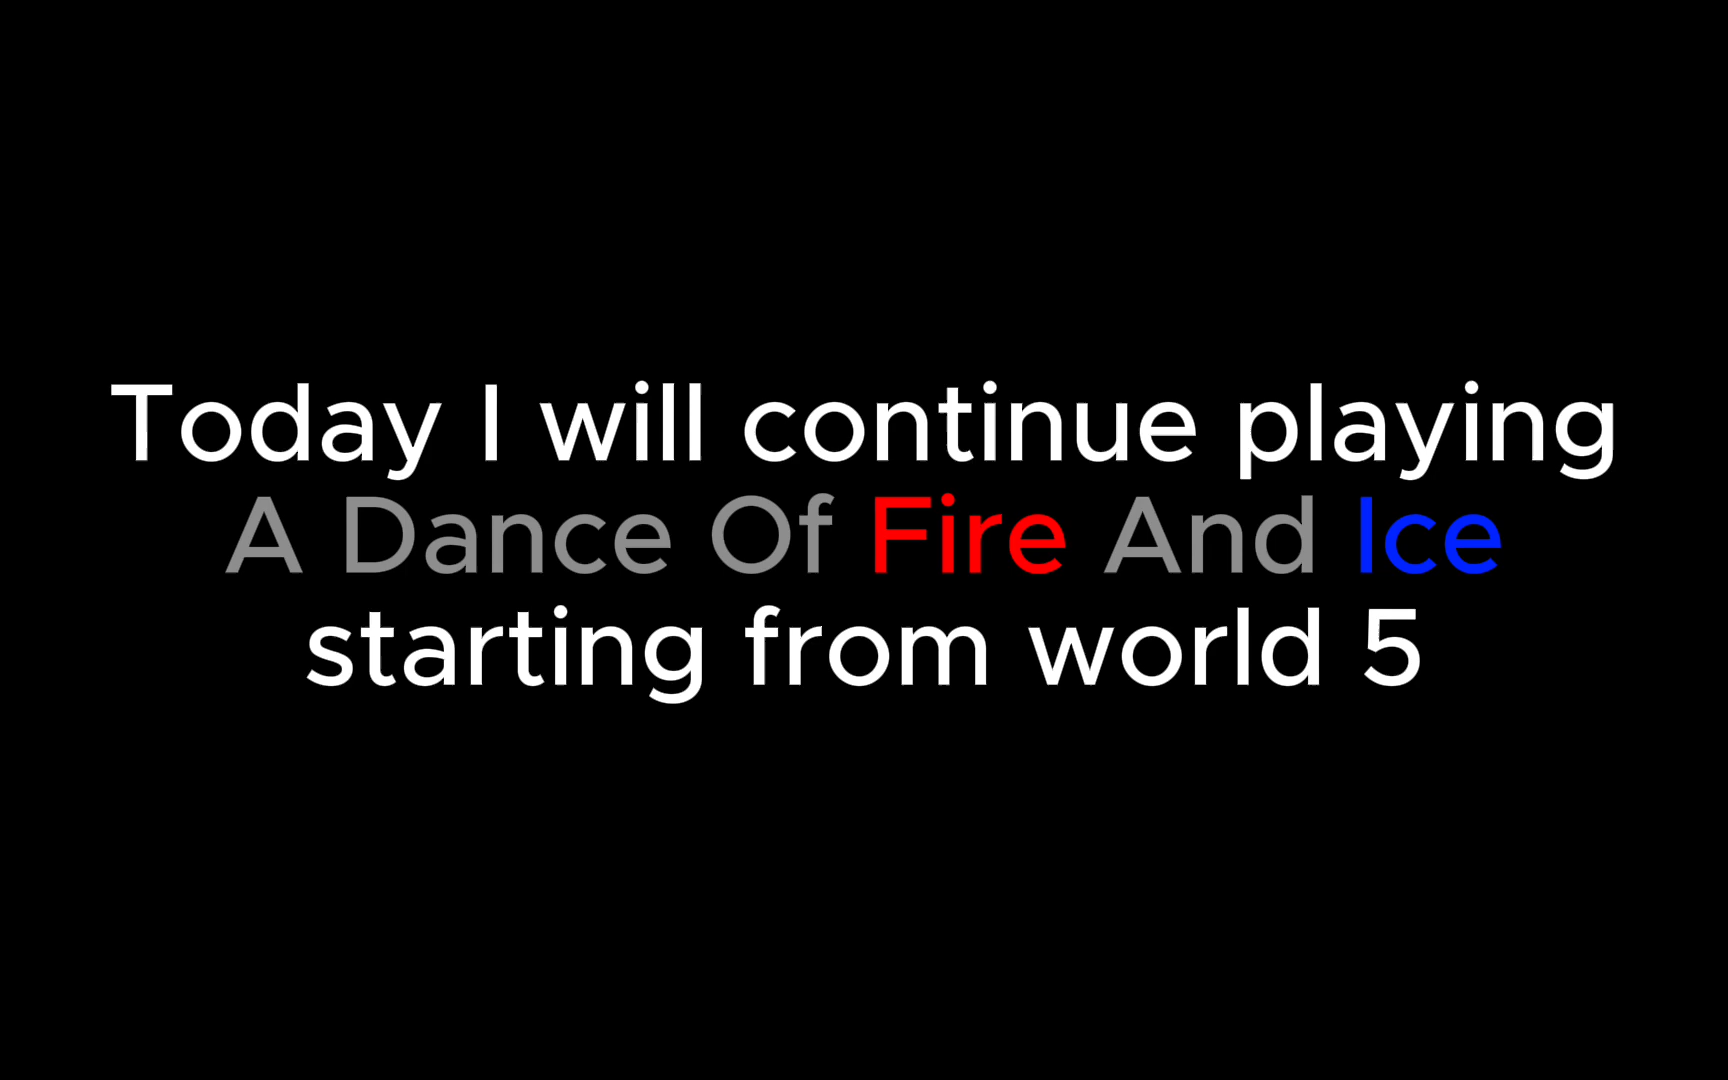 Today I will continue playing
A Dance Of Fire And Ice
starting from world 5